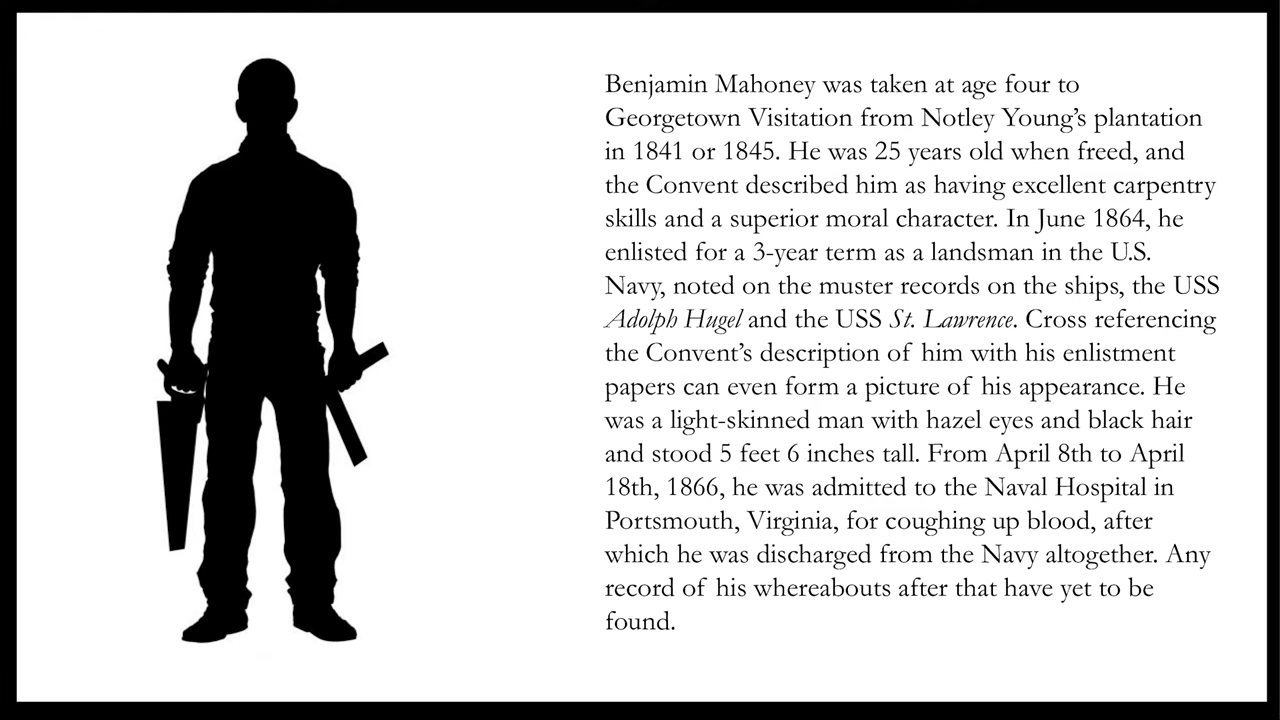 Benjamin Mahoney was taken at age four to
Georgetown Visitation from Notley Young’s plantation
in 1841 or 1845. He was 25 years old when freed, and
the Convent described him as having excellent carpentry
skills and a superior moral character. In June 1864, he
enlisted for a 3-year term as a landsman in the U.S.
Navy, noted on the muster records on the ships, the USS
Adolph Hugel and the USS St. Lawrence. Cross referencing
the Convent’s description of him with his enlistment
papers can even form a picture of his appearance. He
was a light-skinned man with hazel eyes and black hair
and stood 5 feet 6 inches tall. From April 8th to April
18th, 1866, he was admitted to the Naval Hospital in
Portsmouth, Virginia, for coughing up blood, after
which he was discharged from the Navy altogether. Any
record of his whereabouts after that have yet to be
found.